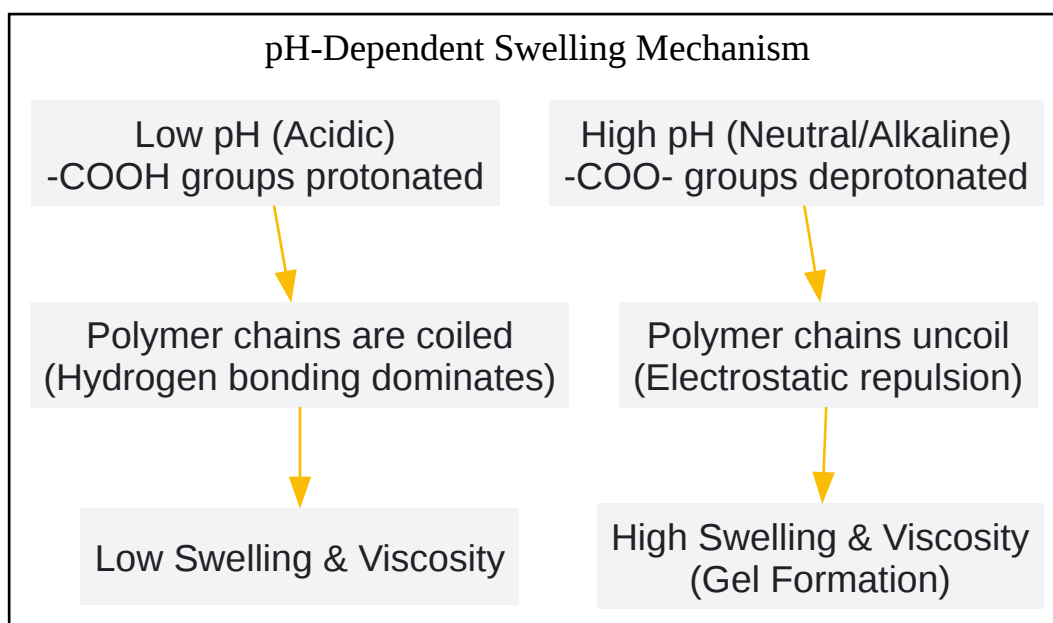 pH-Dependent Swelling Mechanism
Low pH (Acidic)
-COOH groups protonated
Polymer chains are coiled
(Hydrogen bonding dominates)
Low Swelling & Viscosity
High pH (Neutral/Alkaline)
-COO- groups deprotonated
Polymer chains uncoil
(Electrostatic repulsion)
High Swelling & Viscosity
(Gel Formation)